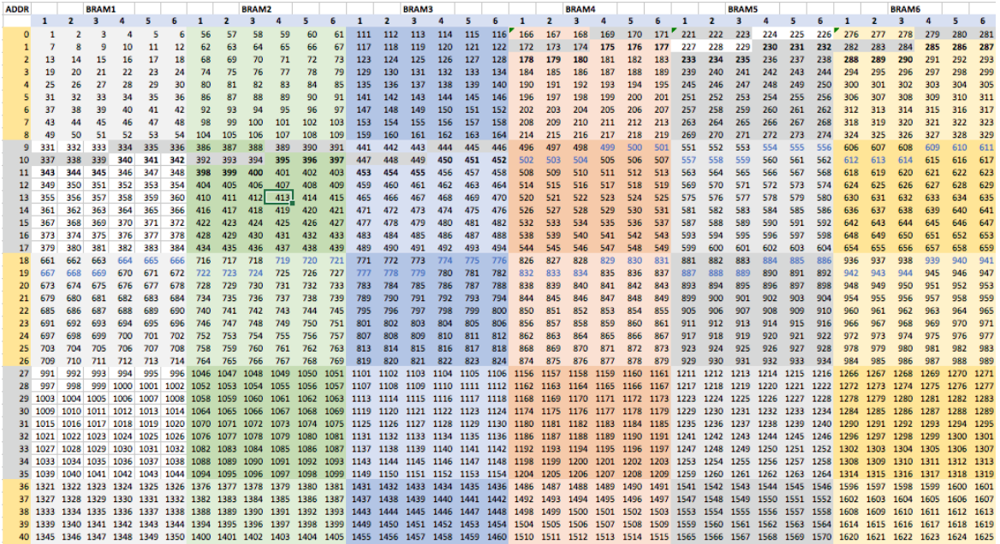 ADDR BRAM1 BRAM2 BRAM3 BRAM4 BRAM5 BRAM6
1 2 3 4 5 6 1 2 3 4 5 6 1 2 3 4 5 6 1 2 3 4 5 6 1 2 3 4 5 6 1 2 3 4 5 6
0 1 2 3 4 5 6 56 57 58 59 60 61 111 112 113 114 115 116 166 167 168 169 170 171 221 222 223 224 225 226 276 277 278 279 280 281
1 7 8 9 10 11 12 62 63 64 65 66 67 117 118 119 120 121 122 172 173 174 175 176 177 227 228 229 230 231 232 282 283 284 285 286 287
2 13 14 15 16 17 18 68 69 70 71 72 73 123 124 125 126 127 128 178 179 180 181 182 183 233 234 235 236 237 238 288 289 290 291 292 293
3 19 20 21 22 23 24 74 75 76 77 78 79 129 130 131 132 133 134 184 185 186 187 188 189 239 240 241 242 243 244 294 295 296 297 298 299
4 25 26 27 28 29 30 80 81 82 83 84 85 135 136 137 138 139 140 190 191 192 193 194 195 245 246 247 248 249 250 300 301 302 303 304 305
5 31 32 33 34 35 36 86 87 88 89 90 91 141 142 143 144 145 146 196 197 198 199 200 201 251 252 253 254 255 256 306 307 308 309 310 311
6 37 38 39 40 41 42 92 93 94 95 96 97 147 148 149 150 151 152 202 203 204 205 206 207 257 258 259 260 261 262 312 313 314 315 316 317
7 43 44 45 46 47 48 98 99 100 101 102 103 153 154 155 156 157 158 208 209 210 211 212 213 263 264 265 266 267 268 318 319 320 321 322 323
8 49 50 51 52 53 54 104 105 106 107 108 109 159 160 161 162 163 164 214 215 216 217 218 219 269 270 271 272 273 274 324 325 326 327 328 329
9 331 332 333 334 335 336 386 387 388 389 390 391 441 442 443 444 445 446 496 497 498 499 500 501 551 552 553 554 555 556 606 607 608 609 610 611
10 337 338 339 340 341 342 392 393 394 395 396 397 447 448 449 450 451 452 502 503 504 505 506 507 557 558 559 560 561 562 612 613 614 615 616 617
11 343 344 345 346 347 348 398 399 400 401 402 403 453 454 455 456 457 458 508 509 510 511 512 513 563 564 565 566 567 568 618 619 620 621 622 623
12 349 350 351 352 353 354 404 405 406 407 408 409 459 460 461 462 463 464 514 515 516 517 518 519 569 570 571 572 573 574 624 625 626 627 628 629
13 355 356 357 358 359 360 410 411 412 413 414 415 465 466 467 468 469 470 520 521 522 523 524 525 575 576 577 578 579 580 630 631 632 633 634 635
14 361 362 363 364 365 366 416 417 418 419 420 421 471 472 473 474 475 476 526 527 528 529 530 531 581 582 583 584 585 586 636 637 638 639 640 641
15 367 368 369 370 371 372 422 423 424 425 426 427 477 478 479 480 481 482 532 533 534 535 536 537 587 588 589 590 591 592 642 643 644 645 646 647
16 373 374 375 376 377 378 428 429 430 431 432 433 483 484 485 486 487 488 538 539 540 541 542 543 593 594 595 596 597 598 648 649 650 651 652 653
17 379 380 381 382 383 384 434 435 436 437 438 439 489 490 491 492 493 494 544 545 546 547 548 549 599 600 601 602 603 604 654 655 656 657 658 659
18 661 662 663 664 665 666 716 717 718 719 720 721 771 772 773 774 775 776 826 827 828 829 830 831 881 882 883 884 885 886 936 937 938 939 940 941
19 667 668 669 670 671 672 722 723 724 725 726 727 777 778 779 780 781 782 832 833 834 835 836 837 887 888 889 890 891 892 942 943 944 945 946 947
20 673 674 675 676 677 678 728 729 730 731 732 733 783 784 785 786 787 788 838 839 840 841 842 843 893 894 895 896 897 898 948 949 950 951 952 953
21 679 680 681 682 683 684 734 735 736 737 738 739 789 790 791 792 793 794 844 845 846 847 848 849 899 900 901 902 903 904 954 955 956 957 958 959
22 685 686 687 688 689 690 740 741 742 743 744 745 795 796 797 798 799 800 850 851 852 853 854 855 905 906 907 908 909 910 960 961 962 963 964 965
23 691 692 693 694 695 696 746 747 748 749 750 751 801 802 803 804 805 806 856 857 858 859 860 861 911 912 913 914 915 916 966 967 968 969 970 971
24 697 698 699 700 701 702 752 753 754 755 756 757 807 808 809 810 811 812 862 863 864 865 866 867 917 918 919 920 921 922 972 973 974 975 976 977
25 703 704 705 706 707 708 758 759 760 761 762 763 813 814 815 816 817 818 868 869 870 871 872 873 923 924 925 926 927 928 978 979 980 981 982 983
26 709 710 711 712 713 714 764 765 766 767 768 769 819 820 821 822 823 824 874 875 876 877 878 879 929 930 931 932 933 934 984 985 986 987 988 989
27 991 992 993 994 995 996 1046 1047 1048 1049 1050 1051 1101 1102 1103 1104 1105 1106 1156 1157 1158 1159 1160 1161 1211 1212 1213 1214 1215 1216 1266 1267 1268 1269 1270 1271
28 997 998 999 1000 1001 1002 1052 1053 1054 1055 1056 1057 1107 1108 1109 1110 1111 1112 1162 1163 1164 1165 1166 1167 1217 1218 1219 1220 1221 1222 1272 1273 1274 1275 1276 1277
29 1003 1004 1005 1006 1007 1008 1058 1059 1060 1061 1062 1063 1113 1114 1115 1116 1117 1118 1168 1169 1170 1171 1172 1173 1223 1224 1225 1226 1227 1228 1278 1279 1280 1281 1282 1283
30 1009 1010 1011 1012 1013 1014 1064 1065 1066 1067 1068 1069 1119 1120 1121 1122 1123 1124 1174 1175 1176 1177 1178 1179 1229 1230 1231 1232 1233 1234 1284 1285 1286 1287 1288 1289
31 1015 1016 1017 1018 1019 1020 1070 1071 1072 1073 1074 1075 1125 1126 1127 1128 1129 1130 1180 1181 1182 1183 1184 1185 1235 1236 1237 1238 1239 1240 1290 1291 1292 1293 1294 1295
32 1021 1022 1023 1024 1025 1026 1076 1077 1078 1079 1080 1081 1131 1132 1133 1134 1135 1136 1186 1187 1188 1189 1190 1191 1241 1242 1243 1244 1245 1246 1296 1297 1298 1299 1300 1301
33 1027 1028 1029 1030 1031 1032 1082 1083 1084 1085 1086 1087 1137 1138 1139 1140 1141 1142 1192 1193 1194 1195 1196 1197 1247 1248 1249 1250 1251 1252 1302 1303 1304 1305 1306 1307
34 1033 1034 1035 1036 1037 1038 1088 1089 1090 1091 1092 1093 1143 1144 1145 1146 1147 1148 1198 1199 1200 1201 1202 1203 1253 1254 1255 1256 1257 1258 1308 1309 1310 1311 1312 1313
35 1039 1040 1041 1042 1043 1044 1094 1095 1096 1097 1098 1099 1149 1150 1151 1152 1153 1154 1204 1205 1206 1207 1208 1209 1259 1260 1261 1262 1263 1264 1314 1315 1316 1317 1318 1319
36 1321 1322 1323 1324 1325 1326 1376 1377 1378 1379 1380 1381 1431 1432 1433 1434 1435 1436 1486 1487 1488 1489 1490 1491 1541 1542 1543 1544 1545 1546 1596 1597 1598 1599 1600 1601
37 1327 1328 1329 1330 1331 1332 1382 1383 1384 1385 1386 1387 1437 1438 1439 1440 1441 1442 1492 1493 1494 1495 1496 1497 1547 1548 1549 1550 1551 1552 1602 1603 1604 1605 1606 1607
38 1333 1334 1335 1336 1337 1338 1388 1389 1390 1391 1392 1393 1443 1444 1445 1446 1447 1448 1498 1499 1500 1501 1502 1503 1553 1554 1555 1556 1557 1558 1608 1609 1610 1611 1612 1613
39 1339 1340 1341 1342 1343 1344 1394 1395 1396 1397 1398 1399 1449 1450 1451 1452 1453 1454 1504 1505 1506 1507 1508 1509 1559 1560 1561 1562 1563 1564 1614 1615 1616 1617 1618 1619
40 1345 1346 1347 1348 1349 1350 1400 1401 1402 1403 1404 1405 1455 1456 1457 1458 1459 1460 1510 1511 1512 1513 1514 1515 1565 1566 1567 1568 1569 1570 1620 1621 1622 1623 1624 1625